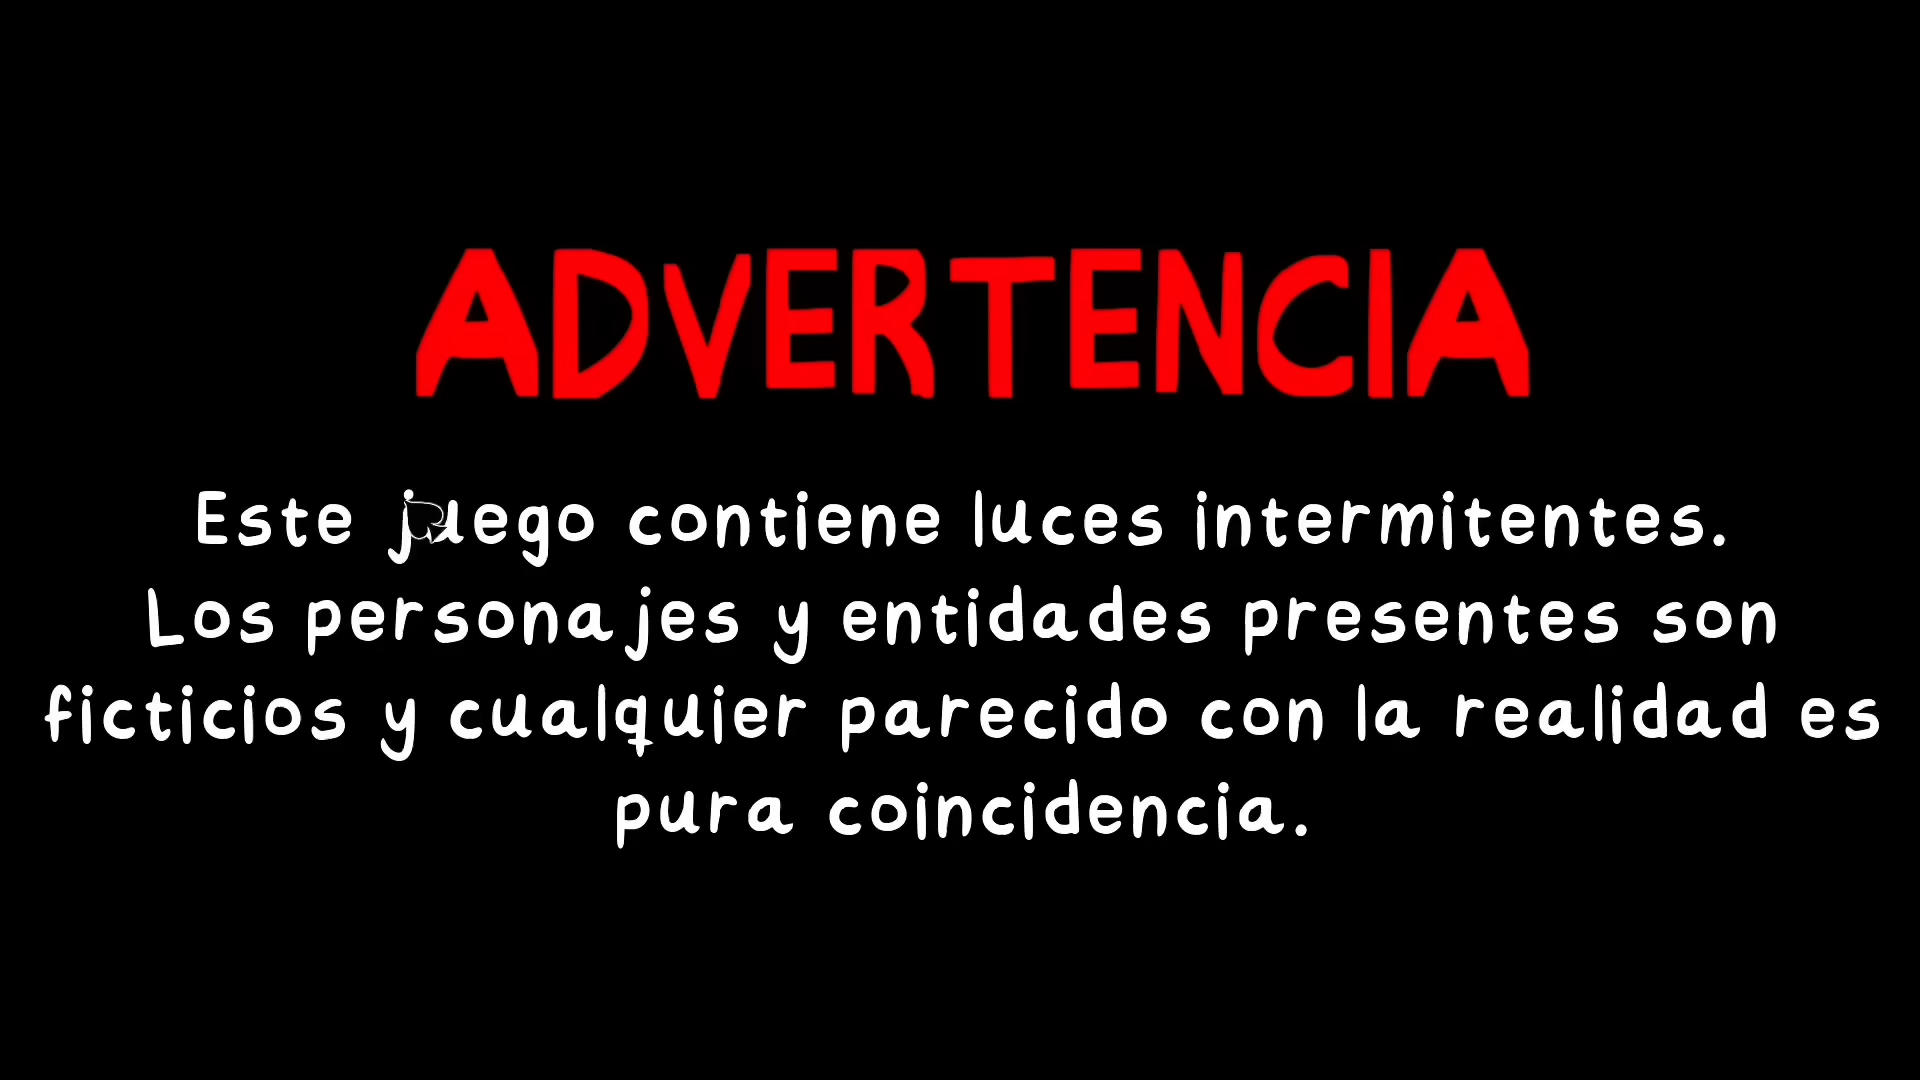 ADVERTENCIA
Este juego contiene luces intermitentes.
Los personajes y entidades presentes son
ficticios y cualquier parecido con la realidad es
pura coincidencia.